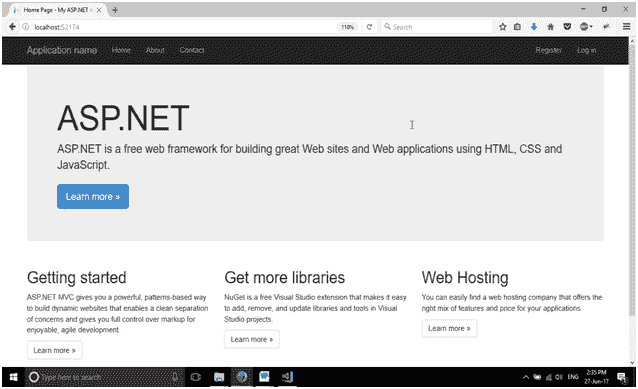 Home Page - My ASP.NET A
localhost:52174
110%
Search
Application name
Home
About
Contact
Register
Log in
ASP.NET
ASP.NET is a free web framework for building great Web sites and Web applications using HTML, CSS and
JavaScript.
Learn more »
Getting started
ASP.NET MVC gives you a powerful, patterns-based way
to build dynamic websites that enables a clean separation
of concerns and gives you full control over markup for
enjoyable, agile development.
Learn more »
Get more libraries
NuGet is a free Visual Studio extension that makes it easy
to add, remove, and update libraries and tools in Visual
Studio projects.
Learn more »
Web Hosting
You can easily find a web hosting company that offers the
right mix of features and price for your applications.
Learn more »
Type here to search
ENG
2:35 PM
27-Jun-17